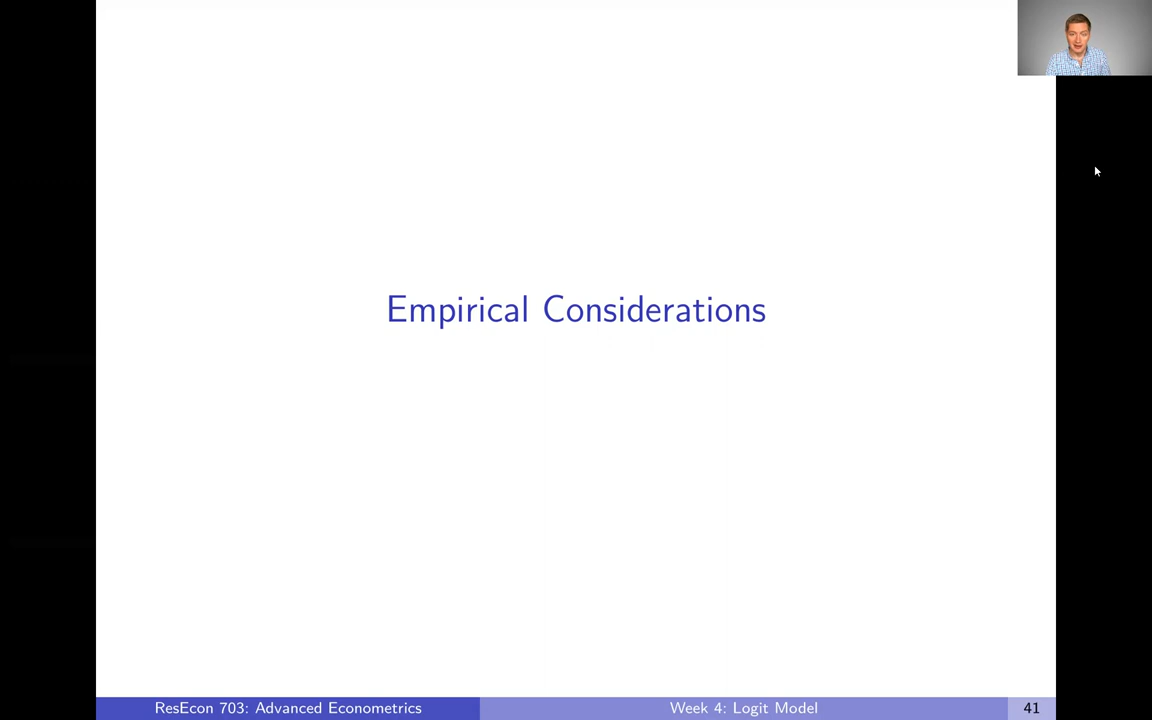 Empirical Considerations
ResEcon 703: Advanced Econometrics
Week 4: Logit Model
41